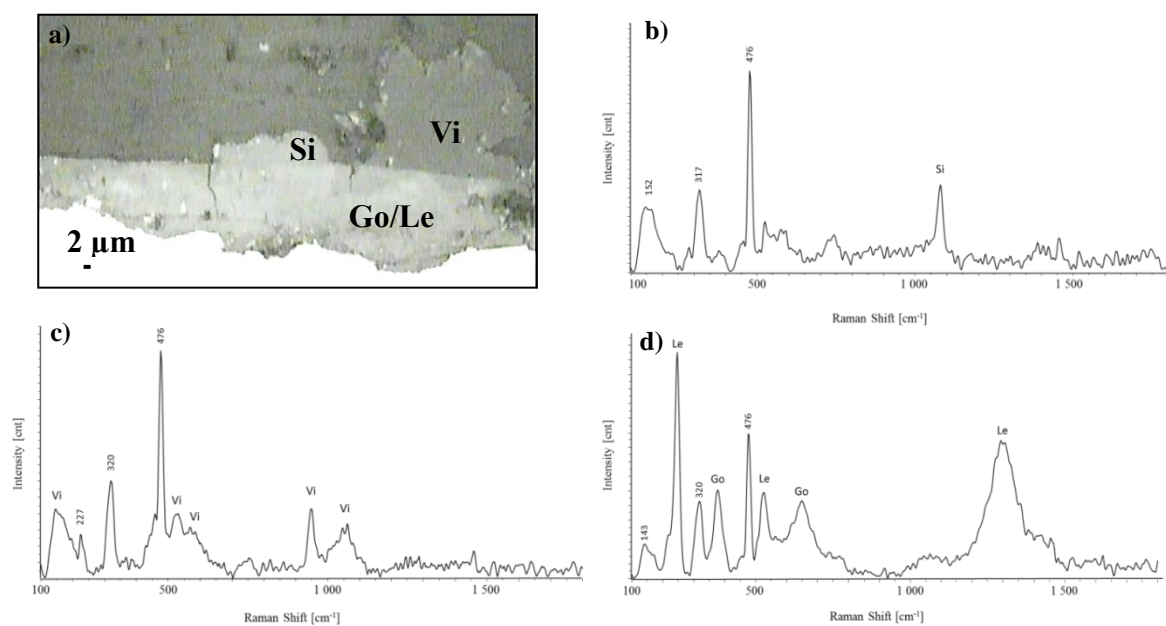 a)
Si
Vi
Go/Le
2 µm
b)
476
152
317
Si
Intensity [cnt]
100 500 1 000 1 500
Raman Shift [cm⁻¹]
c)
476
320
Vi
227
Vi
Vi
Vi
Vi
Intensity [cnt]
100 500 1 000 1 500
Raman Shift [cm⁻¹]
d)
Le
476
Le
320
Go
Le
Go
143
Intensity [cnt]
100 500 1 000 1 500
Raman Shift [cm⁻¹]